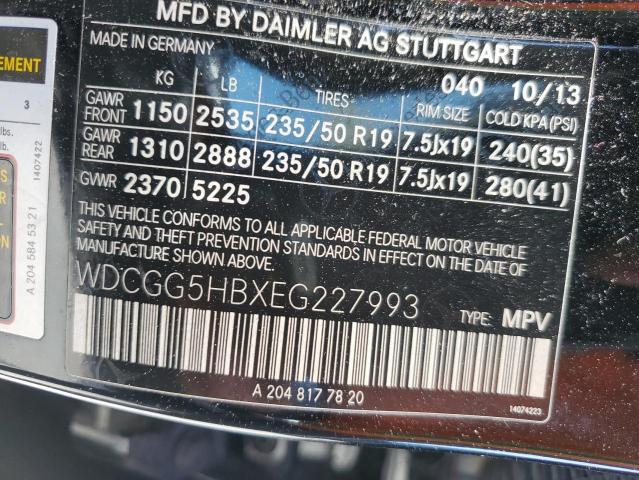 MFD BY DAIMLER AG STUTTGART
MADE IN GERMANY 040 10/13
KG LB TIRES RIM SIZE COLD KPA (PSI)
GAWR FRONT 1150 2535 235/50 R19 7.5Jx19 240(35)
GAWR REAR 1310 2888 235/50 R19 7.5Jx19 280(41)
GVWR 2370 5225
THIS VEHICLE CONFORMS TO ALL APPLICABLE FEDERAL MOTOR VEHICLE
SAFETY AND THEFT PREVENTION STANDARDS IN EFFECT ON THE DATE OF
MANUFACTURE SHOWN ABOVE.
WDCGG5HBXEG227993
TYPE: MPV
A 204 817 78 20
14074223
EMENT
3
lbs.
1407422
A 204 584 53 21